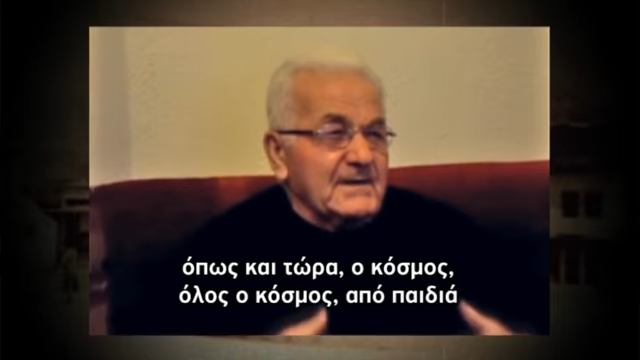 όπως και τώρα, ο κόσμος,
όλος ο κόσμος, από παιδιά